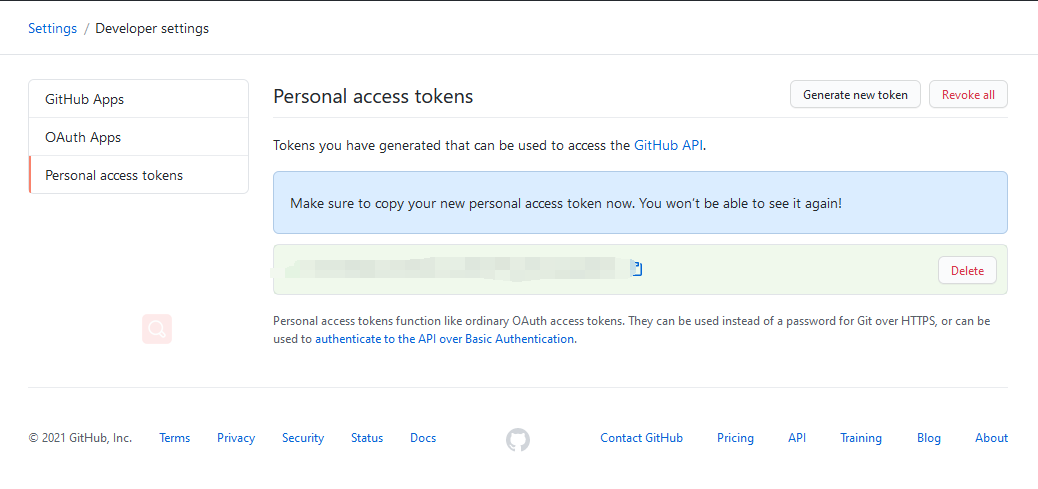 Settings / Developer settings
GitHub Apps
OAuth Apps
Personal access tokens
Personal access tokens
Generate new token
Revoke all
Tokens you have generated that can be used to access the GitHub API.
Make sure to copy your new personal access token now. You won’t be able to see it again!
Delete
Personal access tokens function like ordinary OAuth access tokens. They can be used instead of a password for Git over HTTPS, or can be
used to authenticate to the API over Basic Authentication.
© 2021 GitHub, Inc. Terms Privacy Security Status Docs Contact GitHub Pricing API Training Blog About